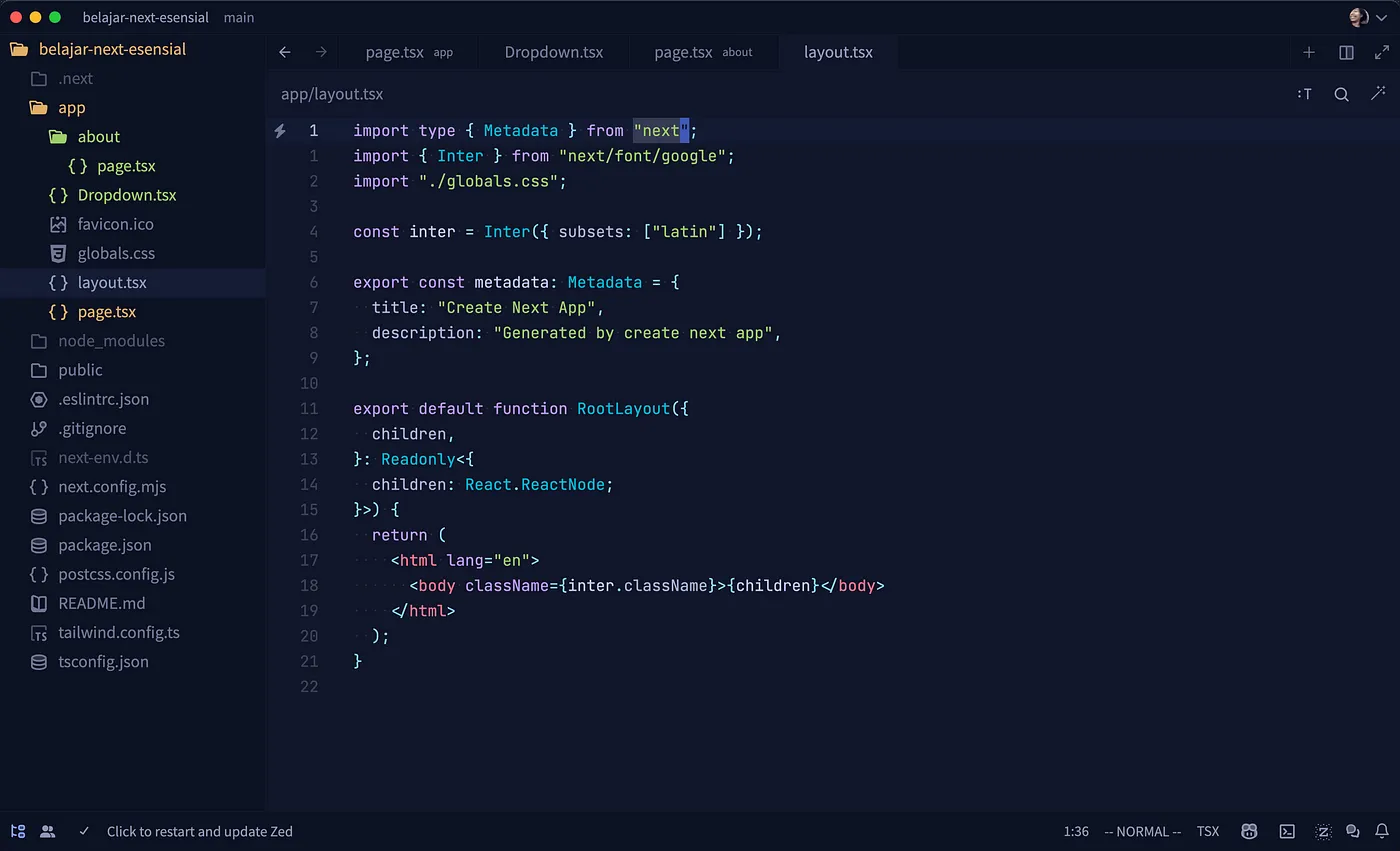 belajar-next-esensial main
belajar-next-esensial
.next
app
about
page.tsx
Dropdown.tsx
favicon.ico
globals.css
layout.tsx
page.tsx
node_modules
public
.eslintrc.json
.gitignore
next-env.d.ts
next.config.mjs
package-lock.json
package.json
postcss.config.js
README.md
tailwind.config.ts
tsconfig.json
page.tsx app Dropdown.tsx page.tsx about layout.tsx
app/layout.tsx :T
1 import type { Metadata } from "next";
1 import { Inter } from "next/font/google";
2 import "./globals.css";
3
4 const inter = Inter({ subsets: ["latin"] });
5
6 export const metadata: Metadata = {
7   title: "Create Next App",
8   description: "Generated by create next app",
9 };
10
11 export default function RootLayout({
12   children,
13 }: Readonly<{
14   children: React.ReactNode;
15 }>) {
16   return (
17     <html lang="en">
18       <body className={inter.className}>{children}</body>
19     </html>
20   );
21 }
22
Click to restart and update Zed 1:36 -- NORMAL -- TSX